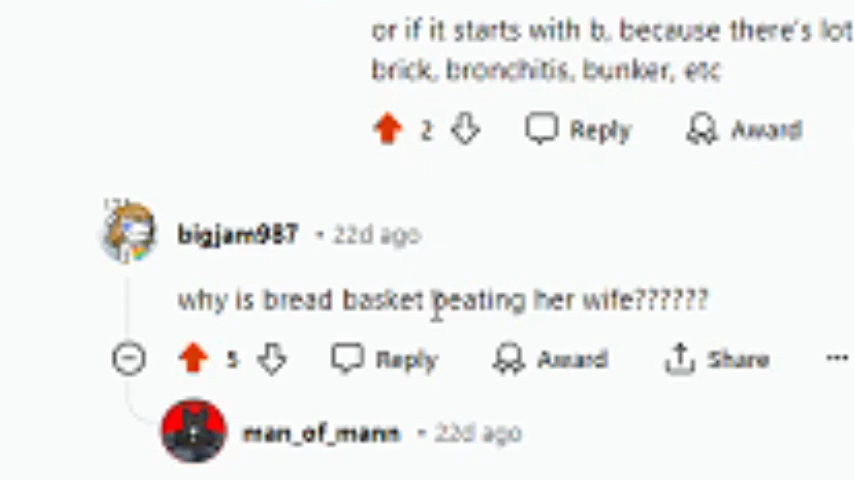 or if it starts with b, because there's lot
brick, bronchitis, bunker, etc
2 Reply Award
bigjam987 • 22d ago
why is bread basket beating her wife??????
5 Reply Award Share ...
man_of_mann • 22d ago